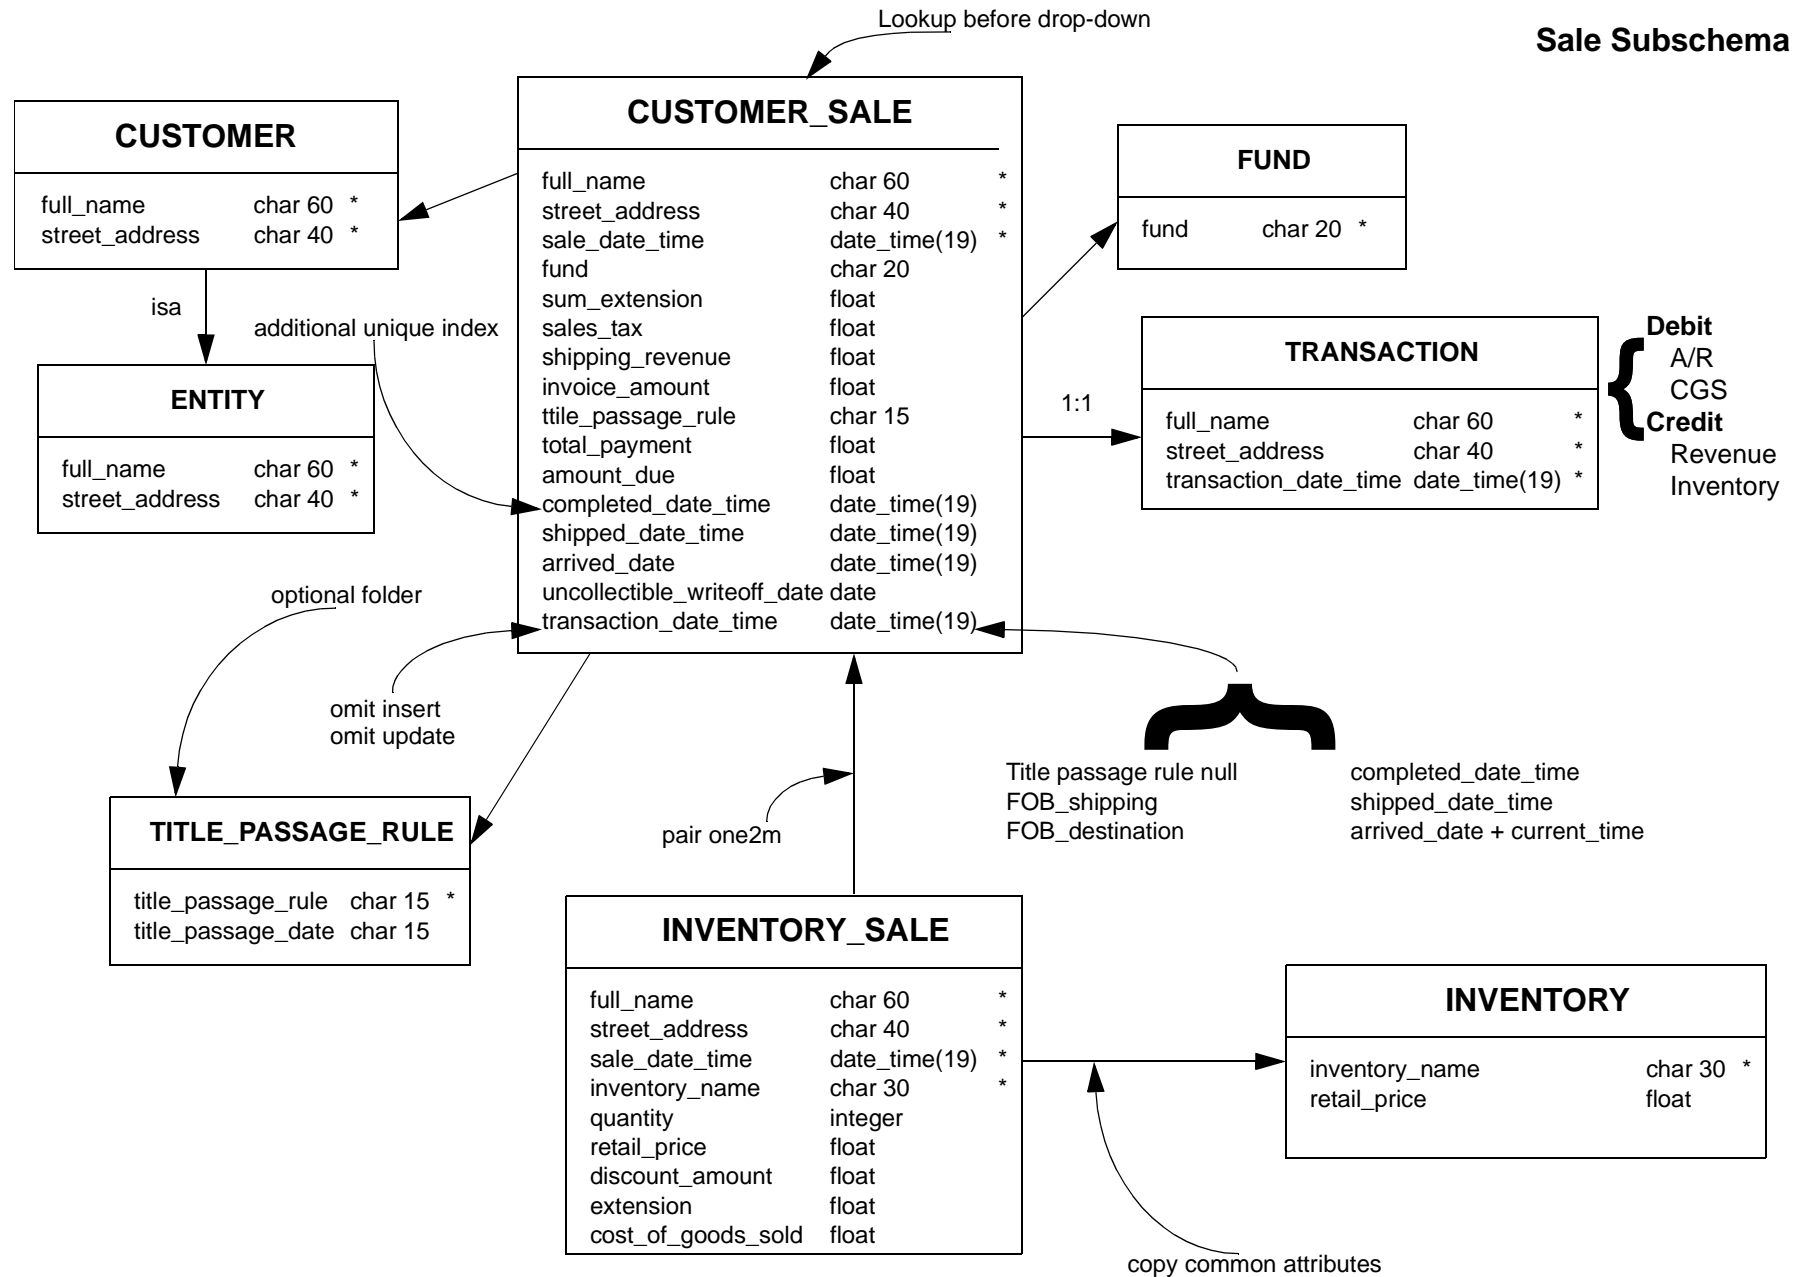 Lookup before drop-down
Sale Subschema
CUSTOMER
full_name char 60 *
street_address char 40 *
isa
ENTITY
full_name char 60 *
street_address char 40 *
additional unique index
CUSTOMER_SALE
full_name char 60 *
street_address char 40 *
sale_date_time date_time(19) *
fund char 20
sum_extension float
sales_tax float
shipping_revenue float
invoice_amount float
ttile_passage_rule char 15
total_payment float
amount_due float
completed_date_time date_time(19)
shipped_date_time date_time(19)
arrived_date date_time(19)
uncollectible_writeoff_date date
transaction_date_time date_time(19)
FUND
fund char 20 *
1:1
TRANSACTION
full_name char 60 *
street_address char 40 *
transaction_date_time date_time(19) *
Debit
A/R
CGS
Credit
Revenue
Inventory
optional folder
omit insert
omit update
TITLE_PASSAGE_RULE
title_passage_rule char 15 *
title_passage_date char 15
pair one2m
Title passage rule null completed_date_time
FOB_shipping shipped_date_time
FOB_destination arrived_date + current_time
INVENTORY_SALE
full_name char 60 *
street_address char 40 *
sale_date_time date_time(19) *
inventory_name char 30 *
quantity integer
retail_price float
discount_amount float
extension float
cost_of_goods_sold float
INVENTORY
inventory_name char 30 *
retail_price float
copy common attributes